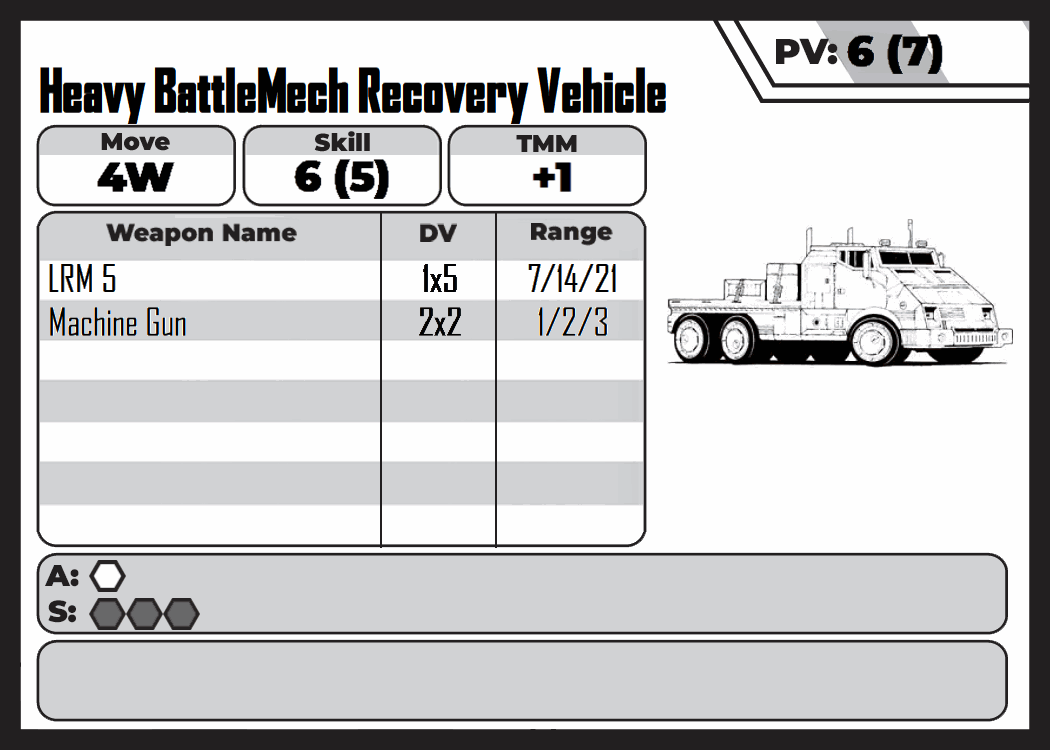 PV: 6 (7)
Heavy BattleMech Recovery Vehicle
Move Skill TMM
4W 6 (5) +1
Weapon Name DV Range
LRM 5 1x5 7/14/21
Machine Gun 2x2 1/2/3
A:
S: